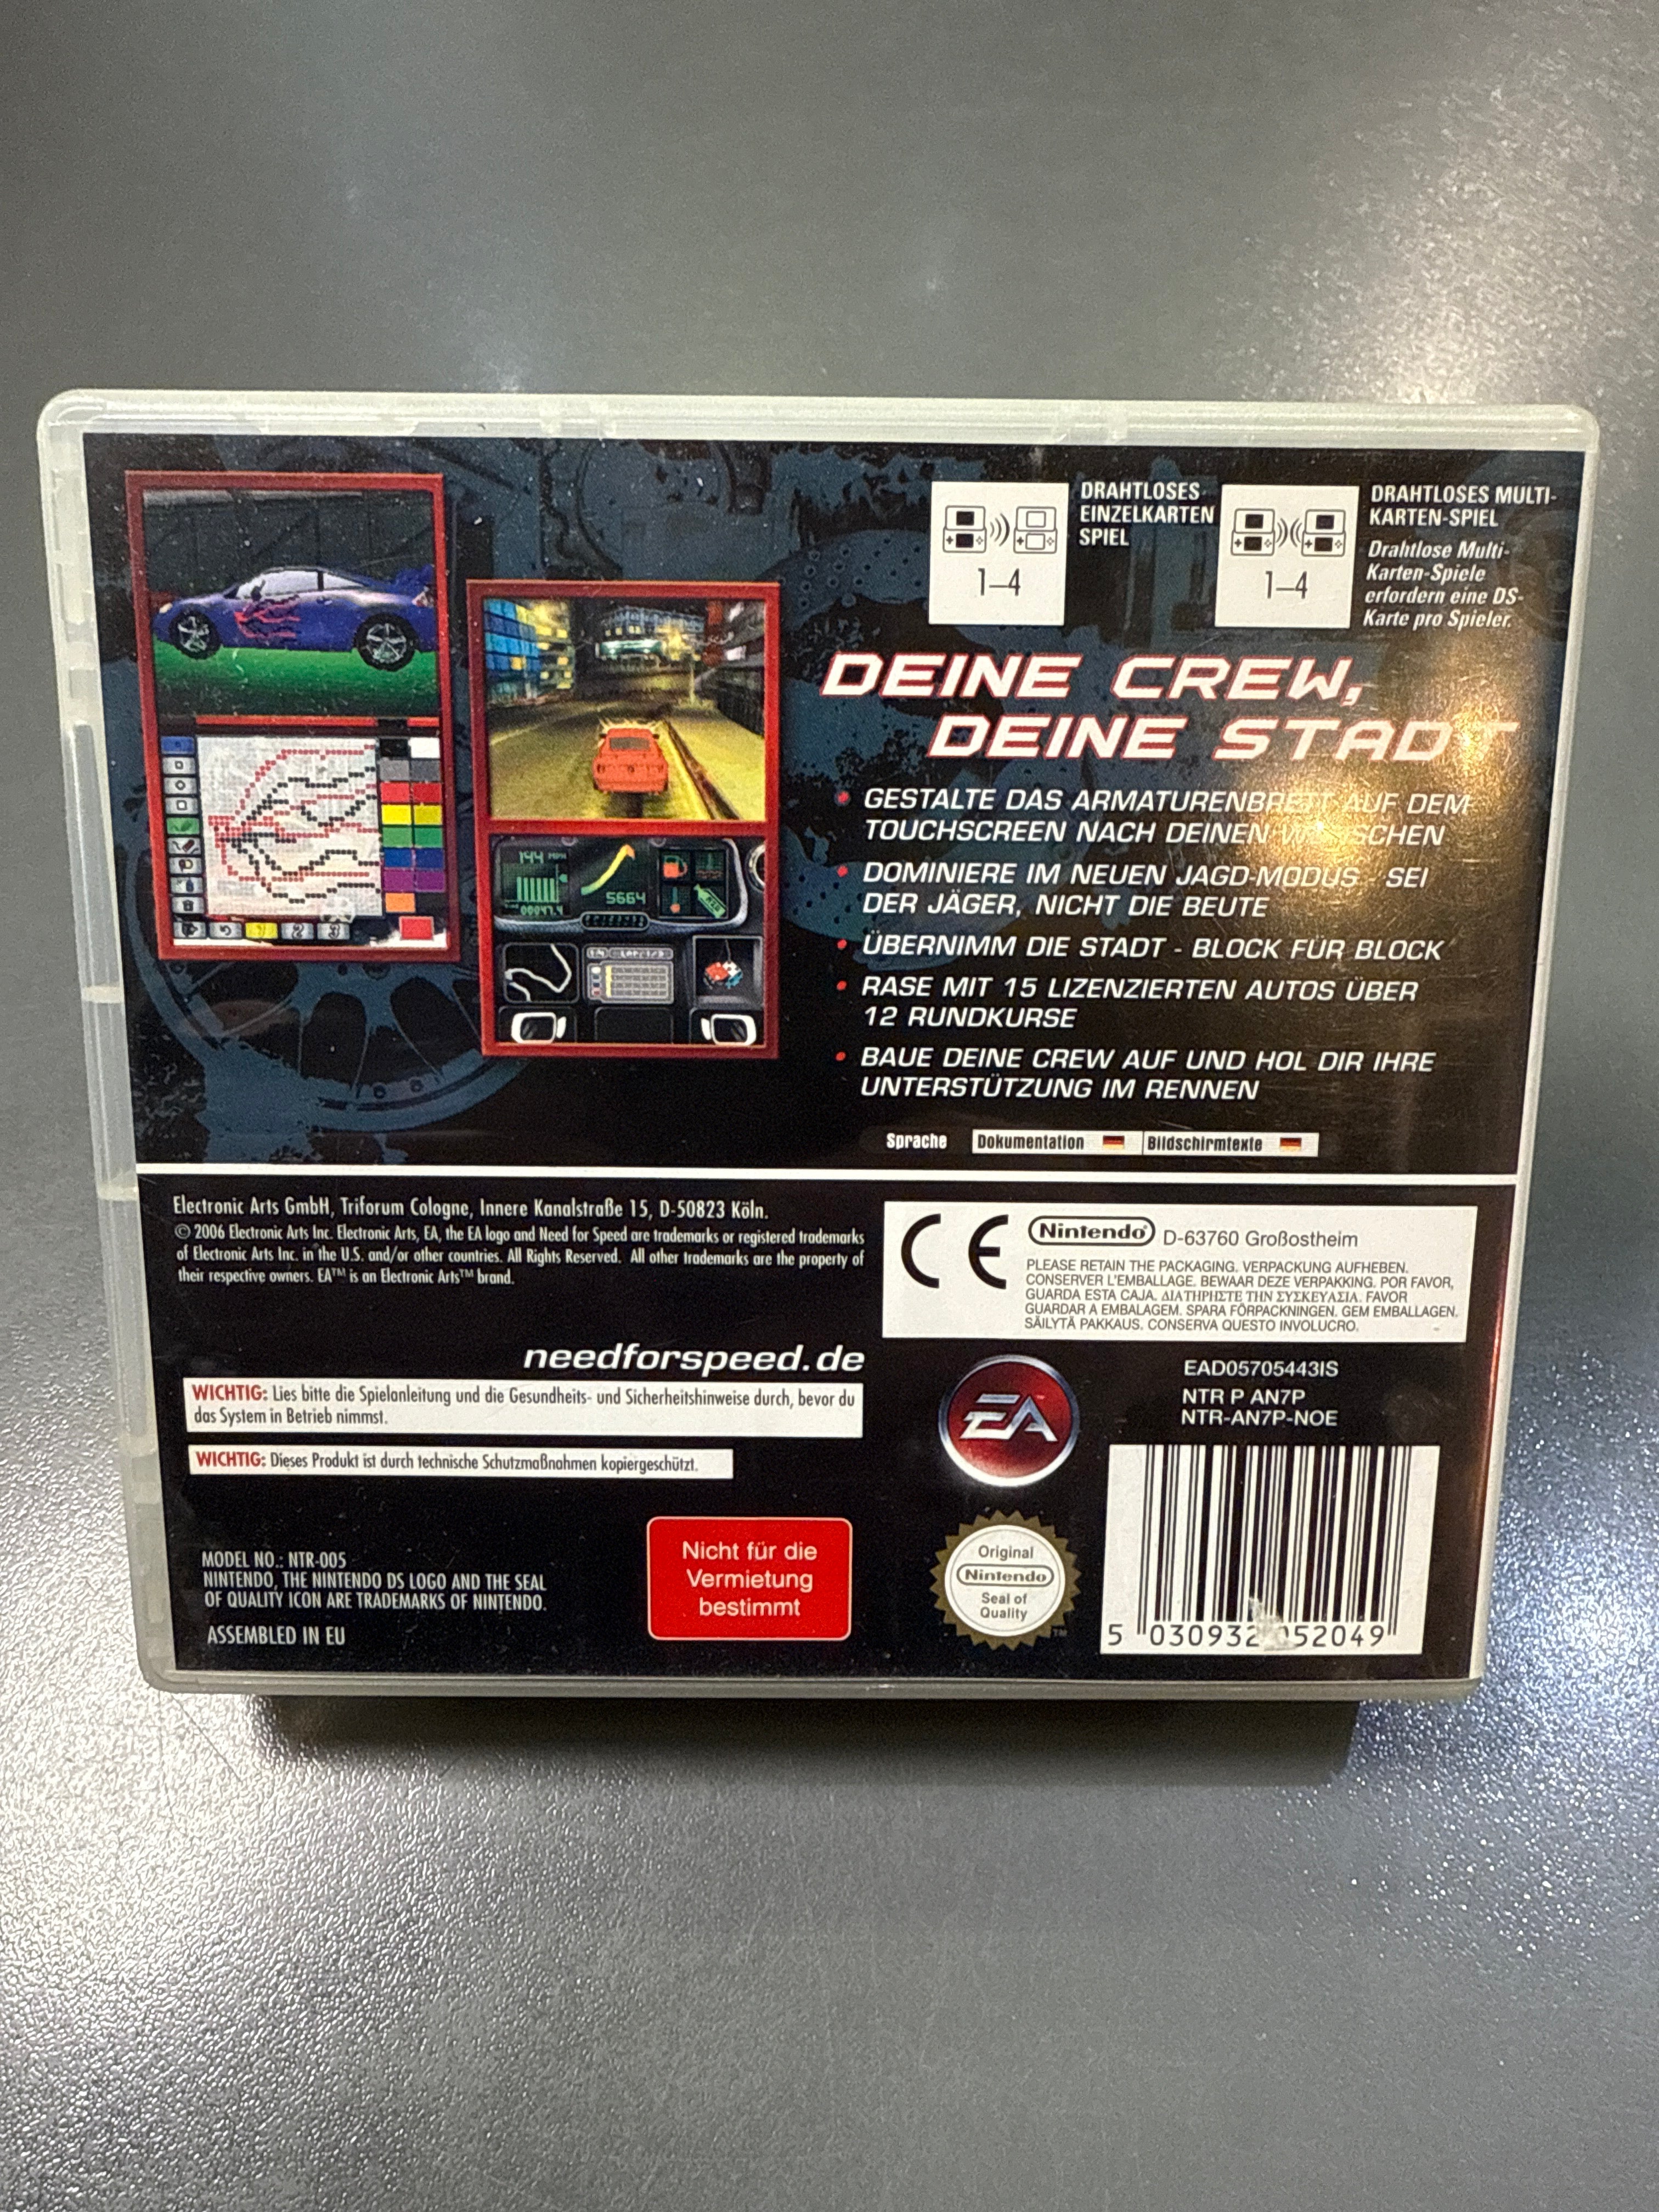 DRAHTLOSES
EINZELKARTEN
SPIEL
1–4
DRAHTLOSES MULTI-
KARTEN-SPIEL
Drahtlose Multi-
Karten-Spiele
erfordern eine DS-
Karte pro Spieler.
1–4
DEINE CREW,
DEINE STADT
GESTALTE DAS ARMATURENBRETT AUF DEM
TOUCHSCREEN NACH DEINEN
DOMINIERE IM NEUEN JAGD-MODUS SEI
DER JÄGER, NICHT DIE BEUTE
ÜBERNIMM DIE STADT - BLOCK FÜR BLOCK
RASE MIT 15 LIZENZIERTEN AUTOS ÜBER
12 RUNDKURSE
BAUE DEINE CREW AUF UND HOL DIR IHRE
UNTERSTÜTZUNG IM RENNEN
144 MPH
5664
1 2 3
Sprache Dokumentation Bildschirmtexte
Electronic Arts GmbH, Triforum Cologne, Innere Kanalstraße 15, D-50823 Köln.
© 2006 Electronic Arts Inc. Electronic Arts, EA, the EA logo and Need for Speed are trademarks or registered trademarks
of Electronic Arts Inc. in the U.S. and/or other countries. All Rights Reserved. All other trademarks are the property of
their respective owners. EA™ is an Electronic Arts™ brand.
CE
Nintendo® D-63760 Großostheim
PLEASE RETAIN THE PACKAGING. VERPACKUNG AUFHEBEN.
CONSERVER L'EMBALLAGE. BEWAAR DEZE VERPAKKING. POR FAVOR,
GUARDA ESTA CAJA. ΔΙΑΤΗΡΗΣΤΕ ΤΗΝ ΣΥΣΚΕΥΑΣΙΑ. FAVOR
GUARDAR A EMBALAGEM. SPARA FÖRPACKNINGEN. GEM EMBALLAGEN.
SÄILYTÄ PAKKAUS. CONSERVA QUESTO INVOLUCRO.
needforspeed.de
WICHTIG: Lies bitte die Spielanleitung und die Gesundheits- und Sicherheitshinweise durch, bevor du
das System in Betrieb nimmst.
WICHTIG: Dieses Produkt ist durch technische Schutzmaßnahmen kopiergeschützt.
EA
EAD05705443IS
NTR P AN7P
NTR-AN7P-NOE
MODEL NO.: NTR-005
NINTENDO, THE NINTENDO DS LOGO AND THE SEAL
OF QUALITY ICON ARE TRADEMARKS OF NINTENDO.
ASSEMBLED IN EU
Nicht für die
Vermietung
bestimmt
Original
Nintendo
Seal of
Quality
TM
5 030932 052049